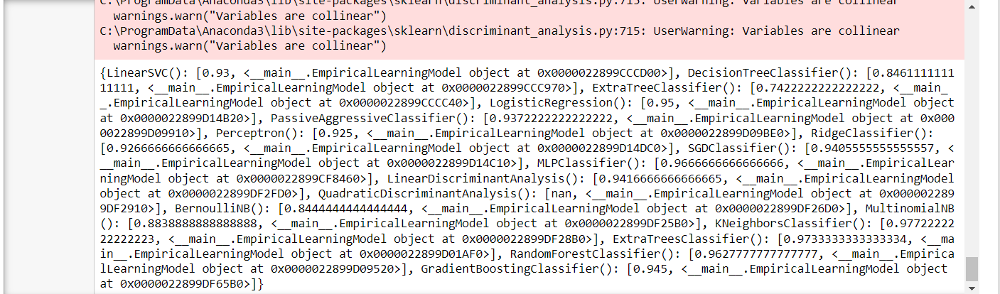 C:\ProgramData\Anaconda3\lib\site-packages\sklearn\discriminant_analysis.py:715: UserWarning: Variables are collinear
  warnings.warn("Variables are collinear")
C:\ProgramData\Anaconda3\lib\site-packages\sklearn\discriminant_analysis.py:715: UserWarning: Variables are collinear
  warnings.warn("Variables are collinear")
{LinearSVC(): [0.93, <__main__.EmpiricalLearningModel object at 0x0000022899CCCD00>], DecisionTreeClassifier(): [0.8461111111
11111, <__main__.EmpiricalLearningModel object at 0x0000022899CCC970>], ExtraTreeClassifier(): [0.7422222222222222, <__main_
_.EmpiricalLearningModel object at 0x0000022899CCCC40>], LogisticRegression(): [0.95, <__main__.EmpiricalLearningModel object
at 0x0000022899D14B20>], PassiveAggressiveClassifier(): [0.9372222222222222, <__main__.EmpiricalLearningModel object at 0x000
0022899D09910>], Perceptron(): [0.925, <__main__.EmpiricalLearningModel object at 0x0000022899D09BE0>], RidgeClassifier():
[0.9266666666666665, <__main__.EmpiricalLearningModel object at 0x0000022899D14DC0>], SGDClassifier(): [0.9405555555555557, <
__main__.EmpiricalLearningModel object at 0x0000022899D14C10>], MLPClassifier(): [0.9666666666666666, <__main__.EmpiricalLear
ningModel object at 0x0000022899CF8460>], LinearDiscriminantAnalysis(): [0.9416666666666665, <__main__.EmpiricalLearningModel
object at 0x0000022899DF2FD0>], QuadraticDiscriminantAnalysis(): [nan, <__main__.EmpiricalLearningModel object at 0x000002289
9DF2910>], BernoulliNB(): [0.8444444444444444, <__main__.EmpiricalLearningModel object at 0x0000022899DF26D0>], MultinomialNB
(): [0.8838888888888888, <__main__.EmpiricalLearningModel object at 0x0000022899DF25B0>], KNeighborsClassifier(): [0.977222222
22222223, <__main__.EmpiricalLearningModel object at 0x0000022899DF28B0>], ExtraTreesClassifier(): [0.9733333333333334, <__ma
in__.EmpiricalLearningModel object at 0x0000022899D01AF0>], RandomForestClassifier(): [0.9627777777777777, <__main__.Empirica
lLearningModel object at 0x0000022899D09520>], GradientBoostingClassifier(): [0.945, <__main__.EmpiricalLearningModel object
at 0x0000022899DF65B0>]}